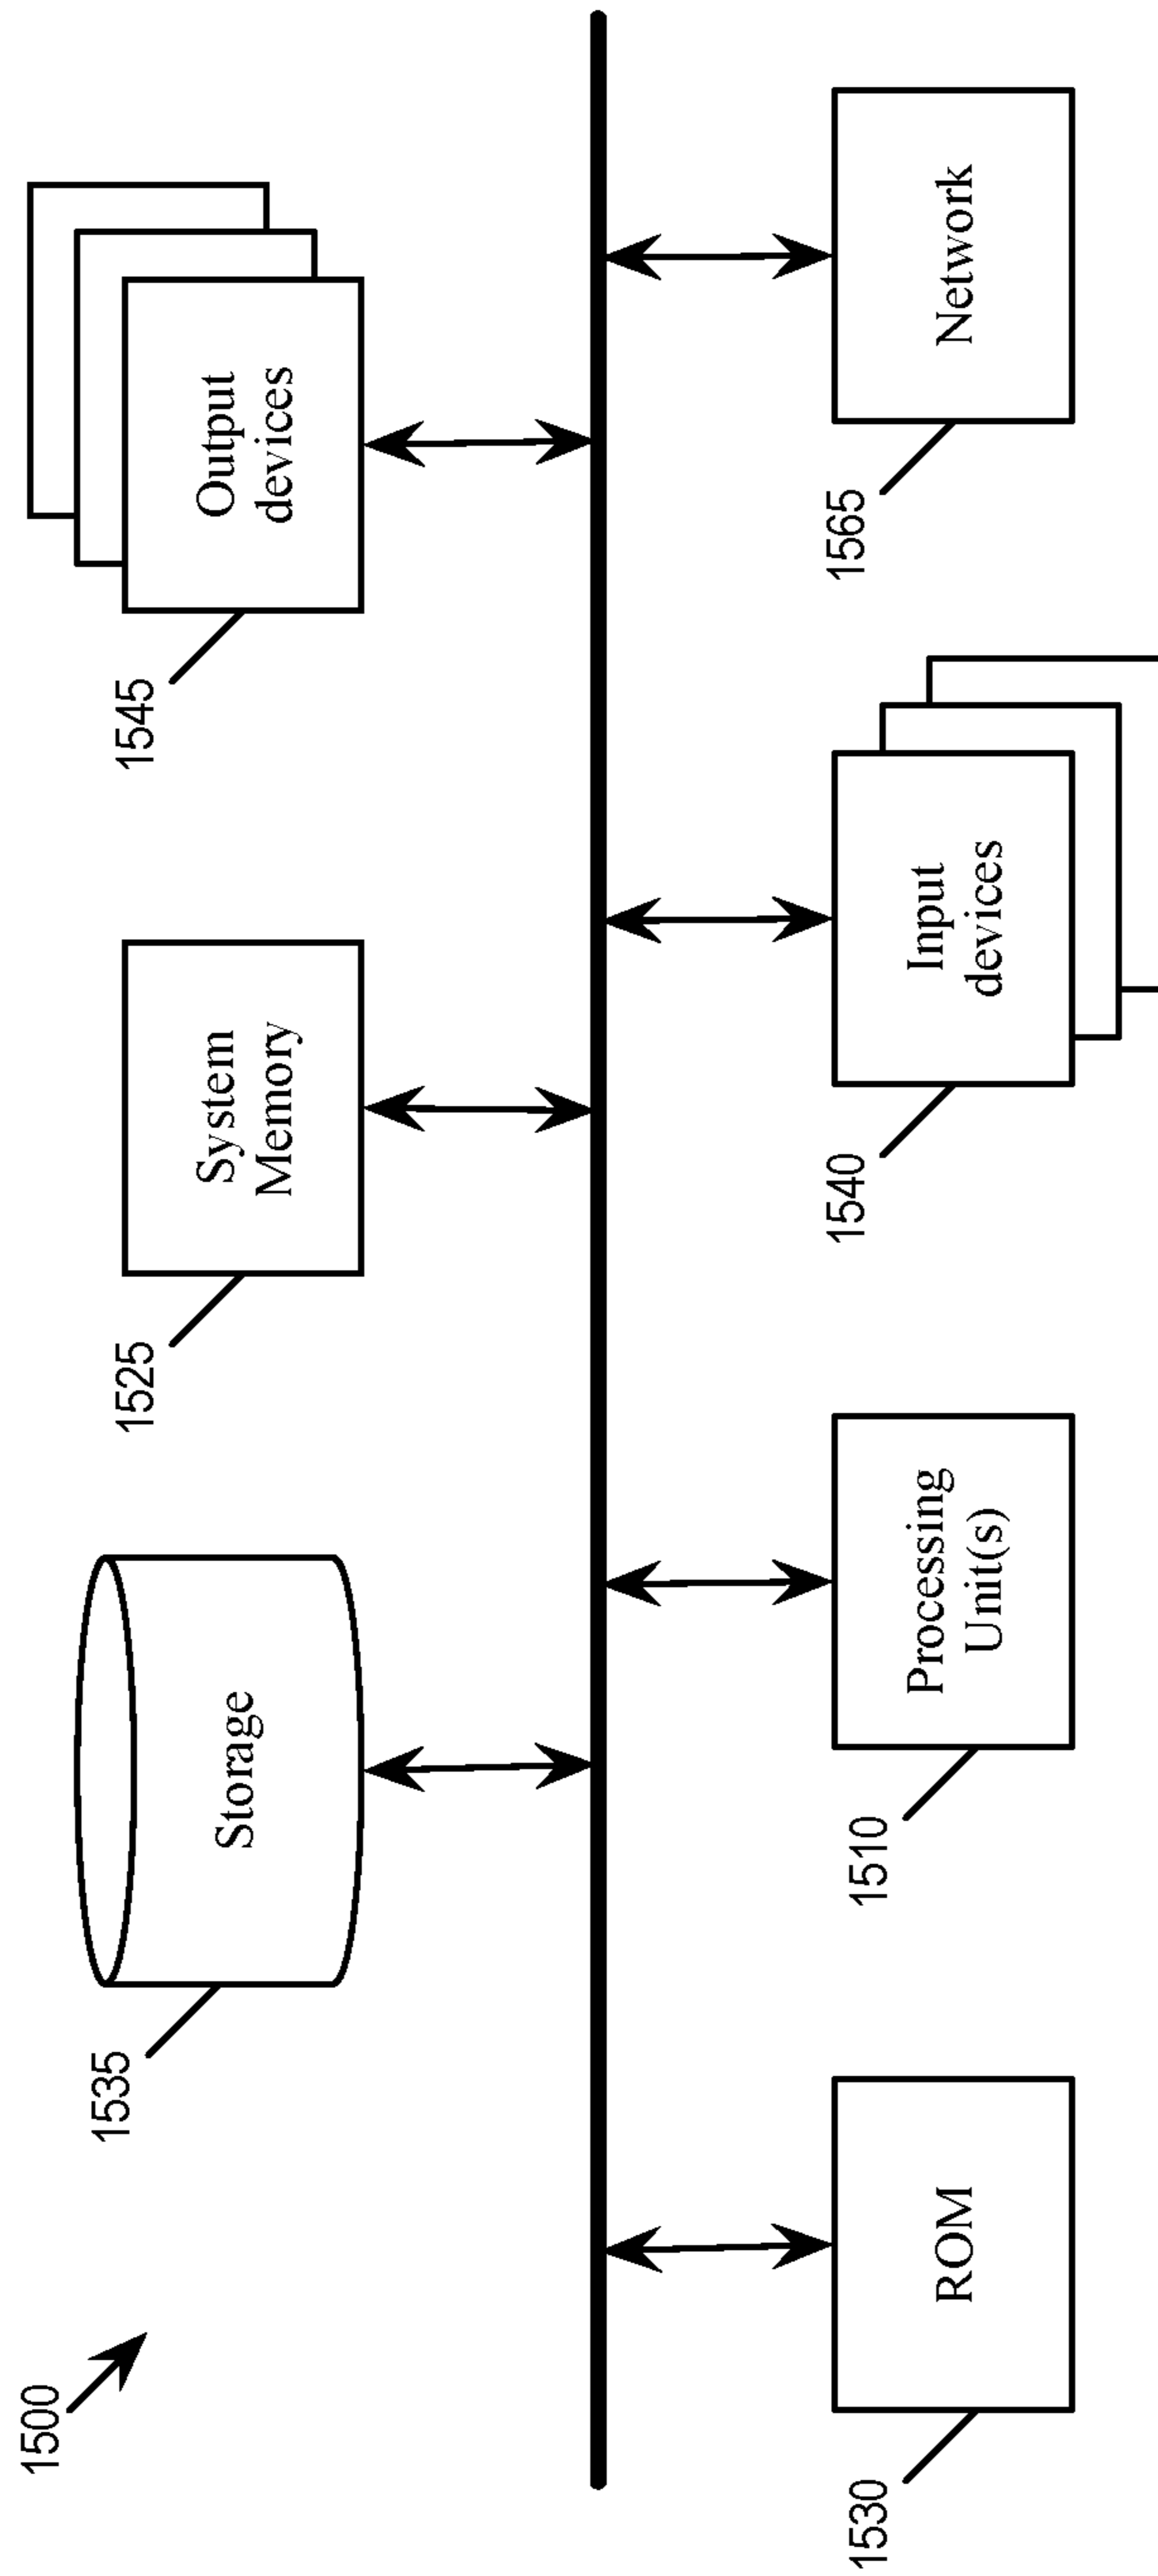 1500
1535
Storage
1525
System
Memory
1545
Output
devices
1530
ROM
1510
Processing
Unit(s)
1540
Input
devices
1565
Network